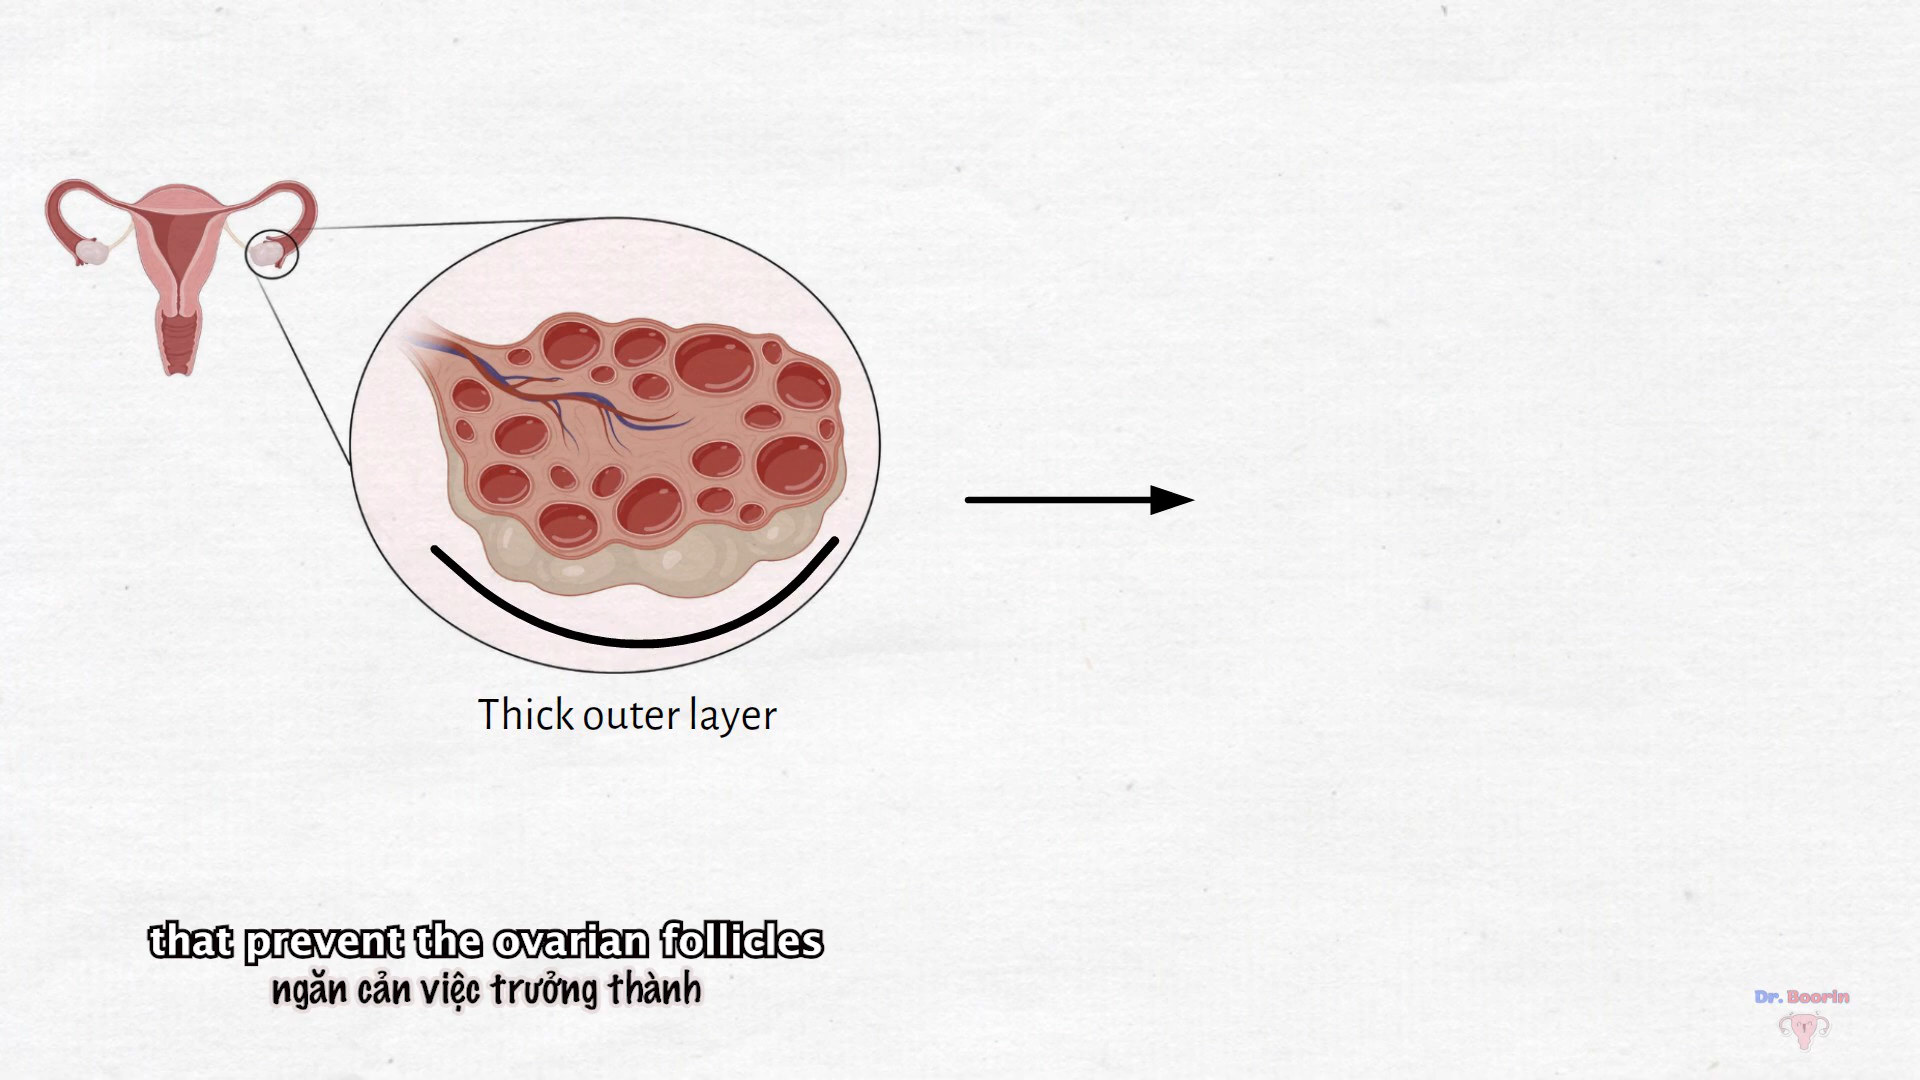 Thick outer layer
that prevent the ovarian follicles
ngăn cản việc trưởng thành
Dr. Boorin